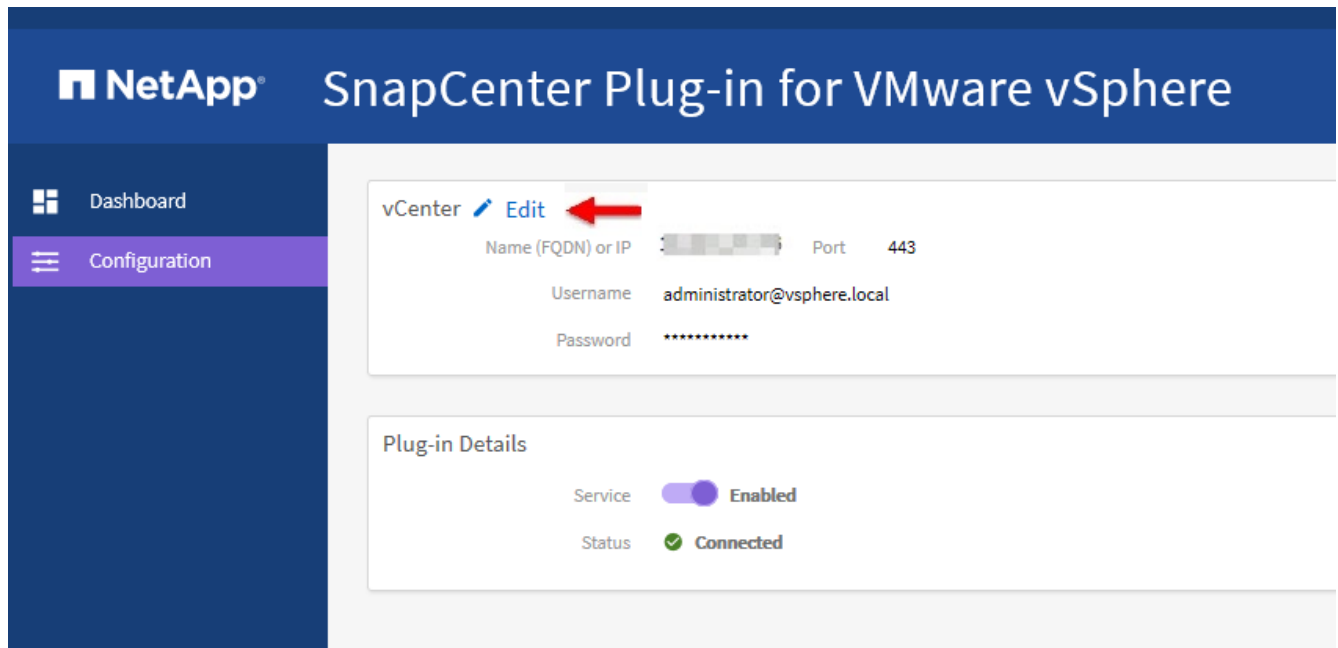 NetApp
SnapCenter Plug-in for VMware vSphere
Dashboard
Configuration
vCenter Edit
Name (FQDN) or IP Port 443
Username administrator@vsphere.local
Password ***********
Plug-in Details
Service Enabled
Status Connected